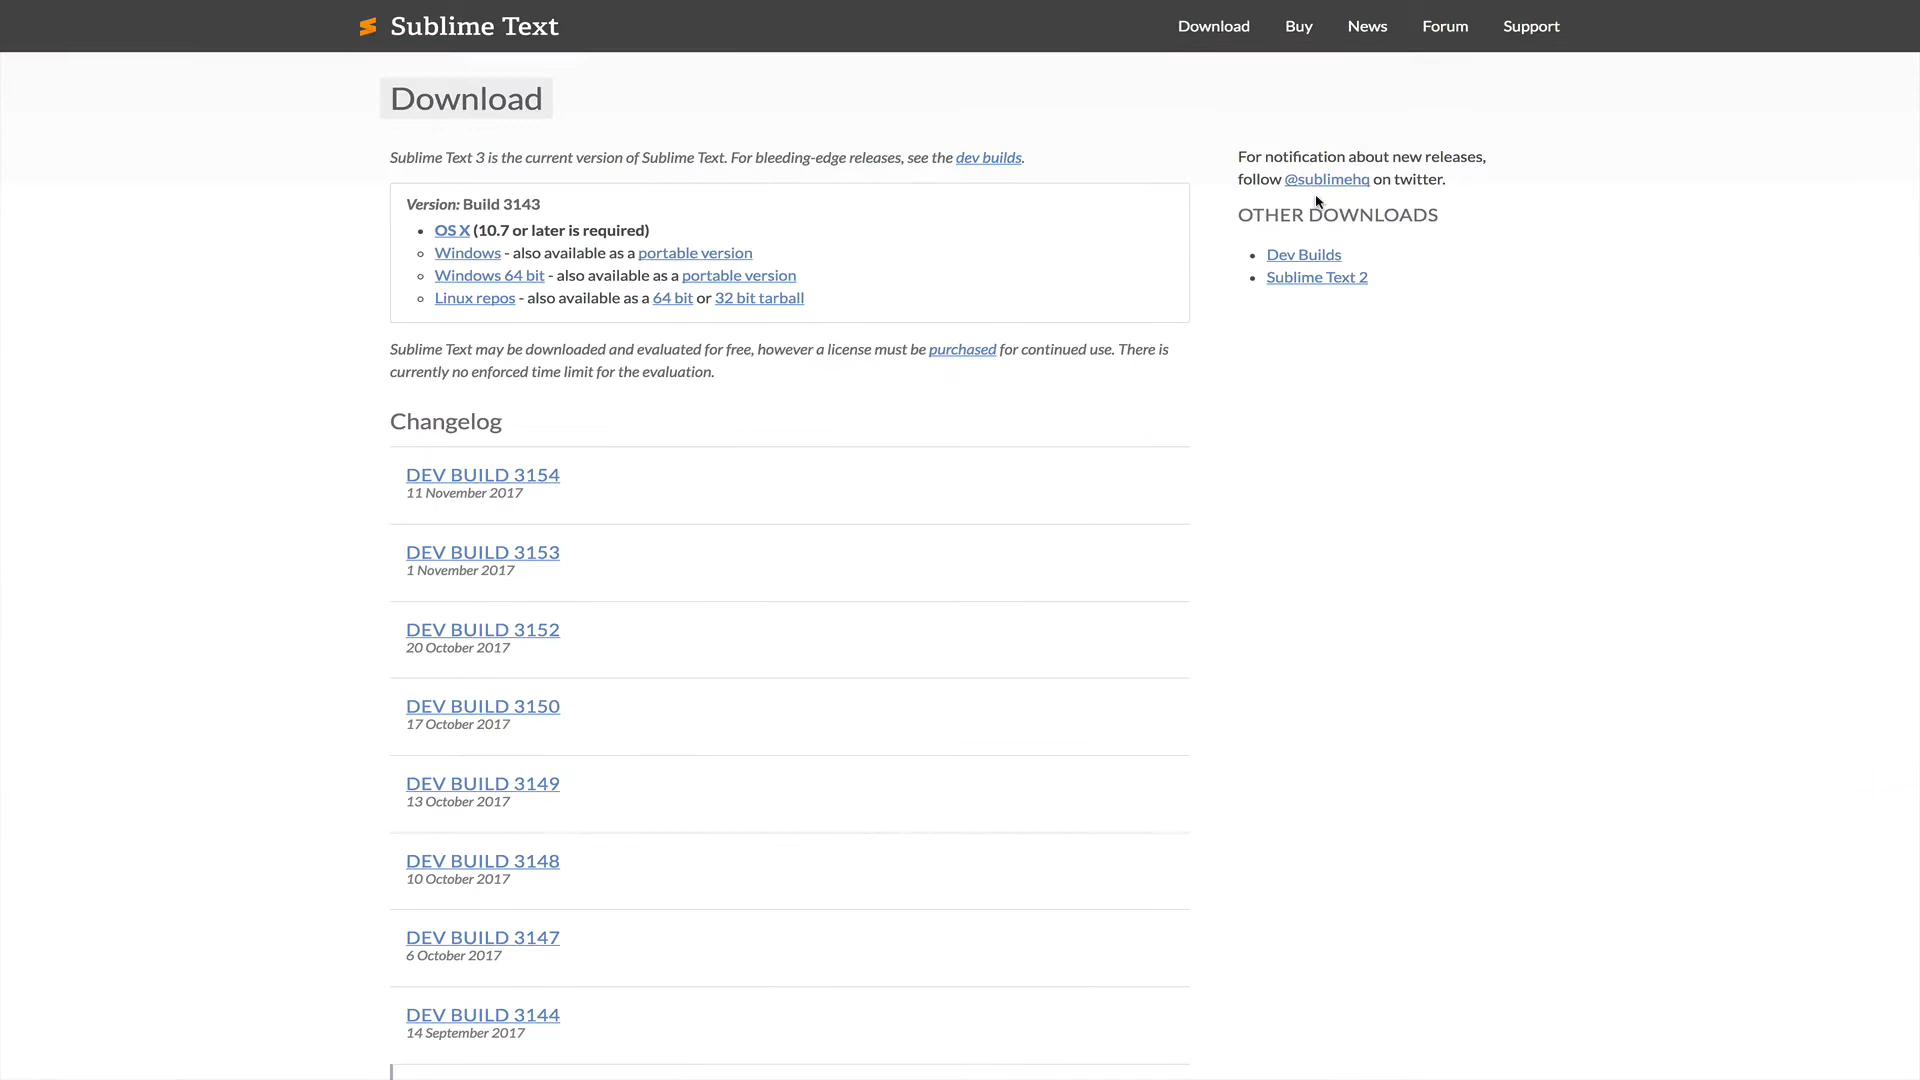 Sublime Text
Download Buy News Forum Support
Download
Sublime Text 3 is the current version of Sublime Text. For bleeding-edge releases, see the dev builds.
Version: Build 3143
OS X (10.7 or later is required)
Windows - also available as a portable version
Windows 64 bit - also available as a portable version
Linux repos - also available as a 64 bit or 32 bit tarball
Sublime Text may be downloaded and evaluated for free, however a license must be purchased for continued use. There is
currently no enforced time limit for the evaluation.
Changelog
DEV BUILD 3154
11 November 2017
DEV BUILD 3153
1 November 2017
DEV BUILD 3152
20 October 2017
DEV BUILD 3150
17 October 2017
DEV BUILD 3149
13 October 2017
DEV BUILD 3148
10 October 2017
DEV BUILD 3147
6 October 2017
DEV BUILD 3144
14 September 2017
For notification about new releases,
follow @sublimehq on twitter.
OTHER DOWNLOADS
Dev Builds
Sublime Text 2